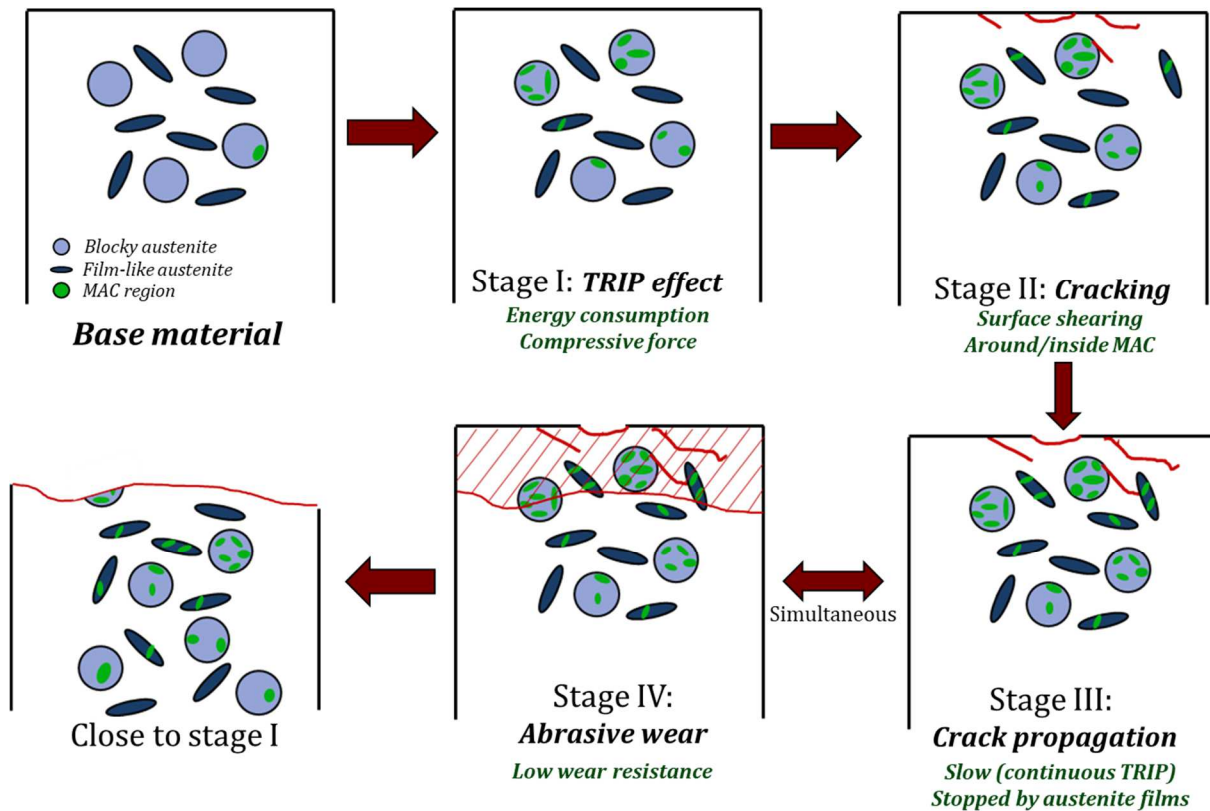 Blocky austenite
Film-like austenite
MAC region
Base material
Stage I: TRIP effect
Energy consumption
Compressive force
Stage II: Cracking
Surface shearing
Around/inside MAC
Stage III:
Crack propagation
Slow (continuous TRIP)
Stopped by austenite films
Simultaneous
Stage IV:
Abrasive wear
Low wear resistance
Close to stage I